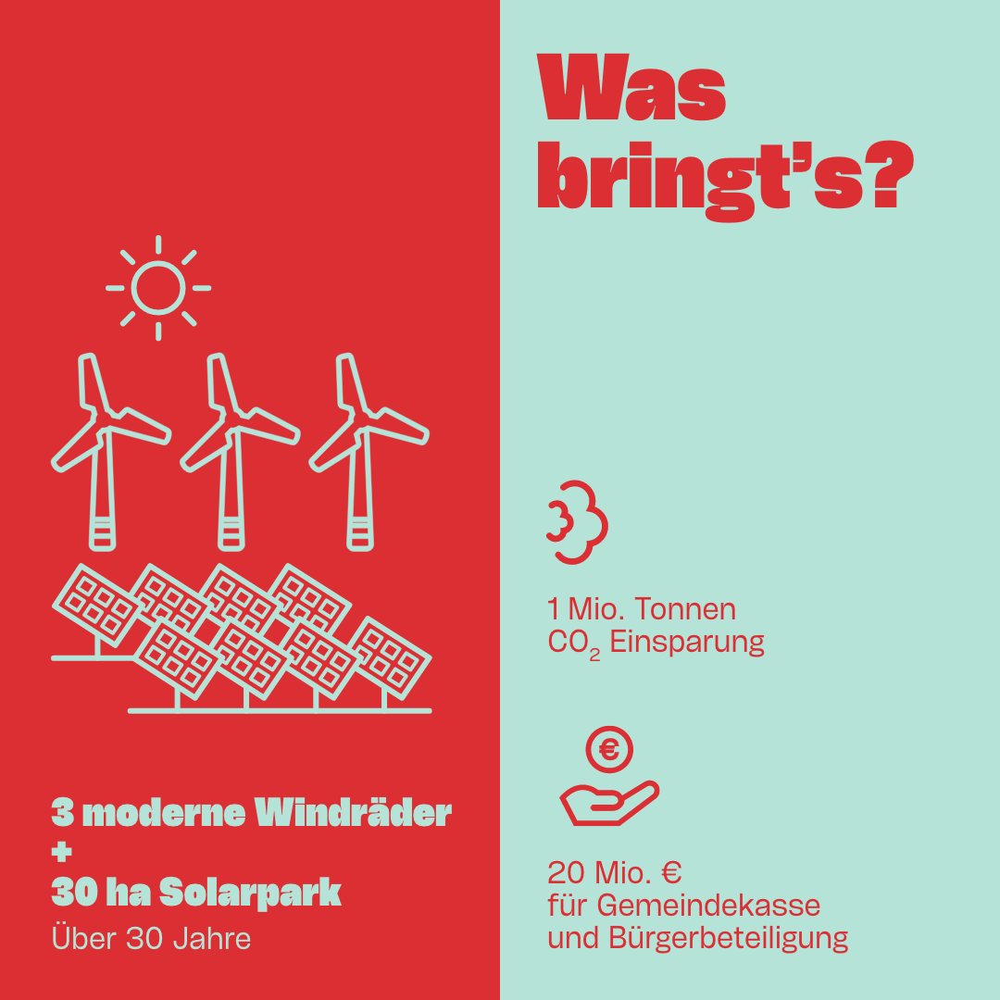 Was
bringt's?
3 moderne Windräder
+
30 ha Solarpark
Über 30 Jahre
1 Mio. Tonnen
CO₂ Einsparung
€
20 Mio. €
für Gemeindekasse
und Bürgerbeteiligung